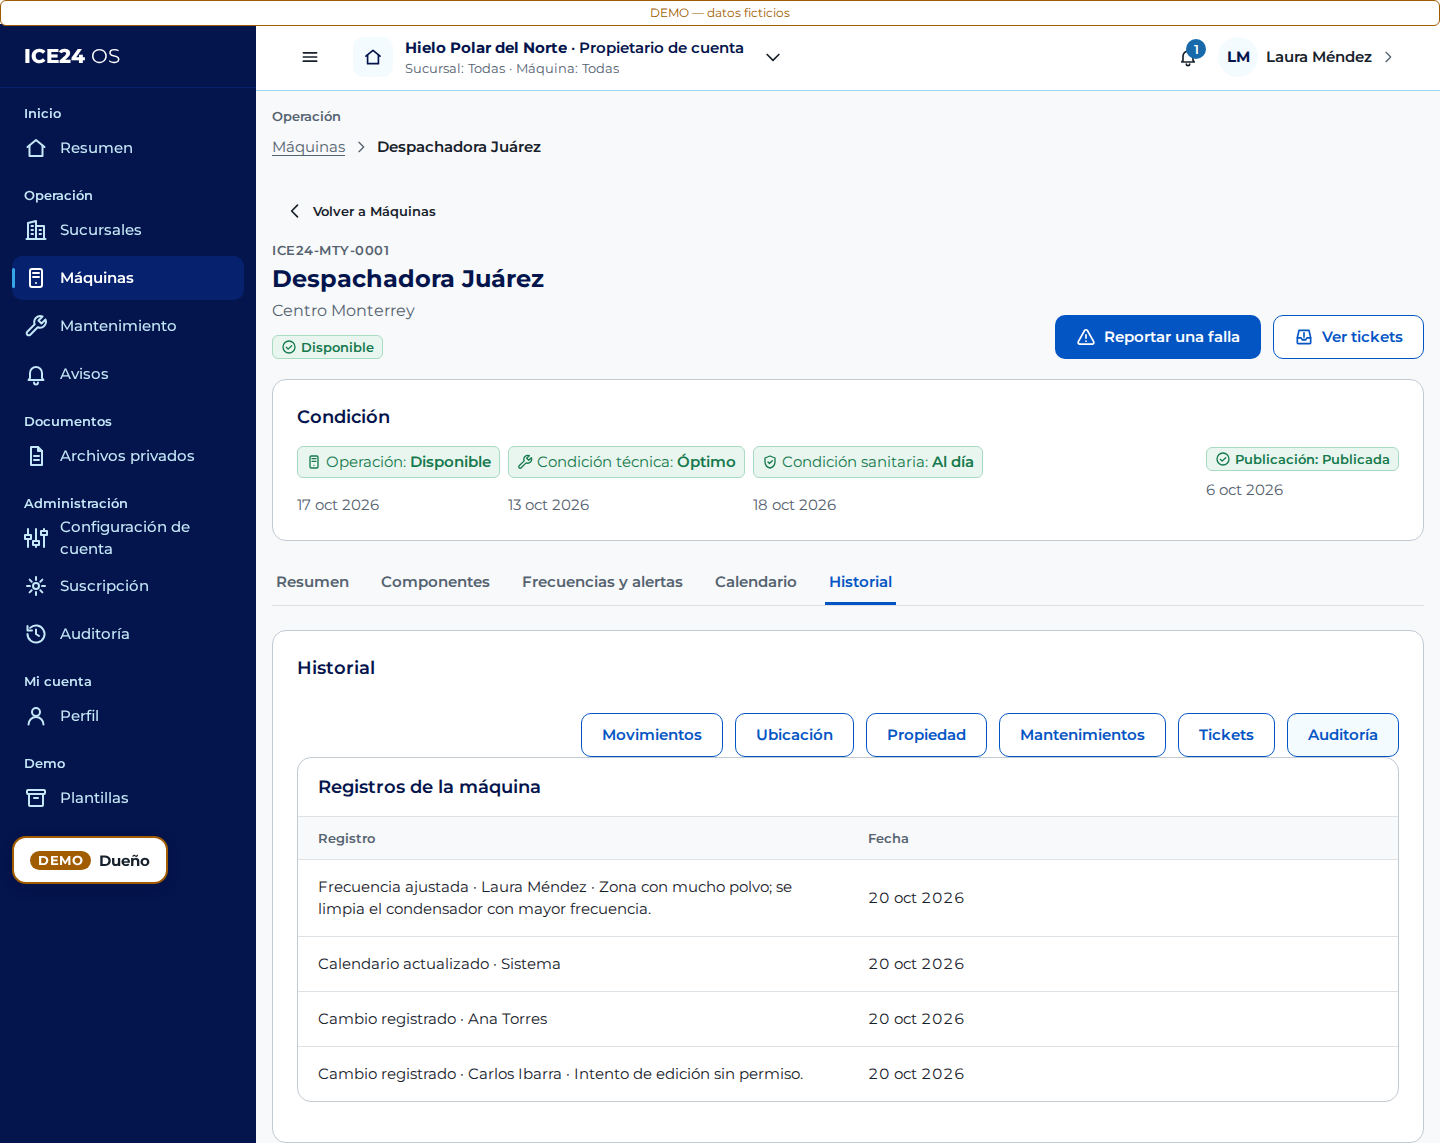 DEMO — datos ficticios
ICE24 OS
Inicio
Resumen
Operación
Sucursales
Máquinas
Mantenimiento
Avisos
Documentos
Archivos privados
Administración
Configuración de
cuenta
Suscripción
Auditoría
Mi cuenta
Perfil
Demo
Plantillas
DEMO Dueño
Hielo Polar del Norte · Propietario de cuenta
Sucursal: Todas · Máquina: Todas
1
LM Laura Méndez
Operación
Máquinas > Despachadora Juárez
Volver a Máquinas
ICE24-MTY-0001
Despachadora Juárez
Centro Monterrey
Disponible
Reportar una falla
Ver tickets
Condición
Operación: Disponible
Condición técnica: Óptimo
Condición sanitaria: Al día
Publicación: Publicada
17 oct 2026
13 oct 2026
18 oct 2026
6 oct 2026
Resumen
Componentes
Frecuencias y alertas
Calendario
Historial
Historial
Movimientos
Ubicación
Propiedad
Mantenimientos
Tickets
Auditoría
Registros de la máquina
Registro Fecha
Frecuencia ajustada · Laura Méndez · Zona con mucho polvo; se
limpia el condensador con mayor frecuencia.
20 oct 2026
Calendario actualizado · Sistema 20 oct 2026
Cambio registrado · Ana Torres 20 oct 2026
Cambio registrado · Carlos Ibarra · Intento de edición sin permiso. 20 oct 2026